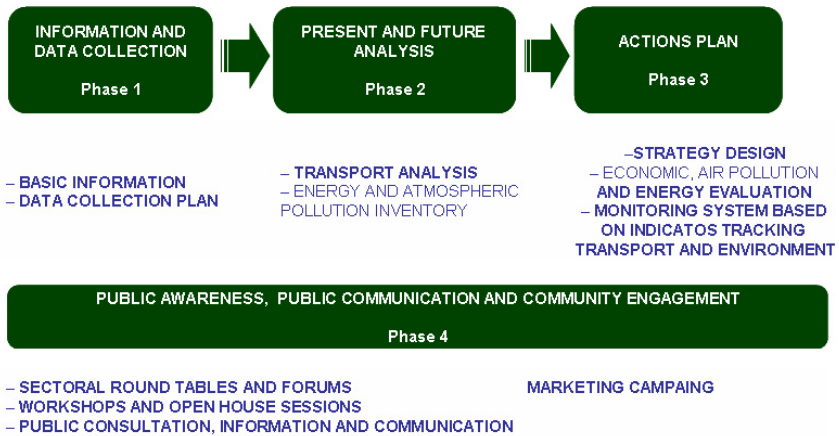 INFORMATION AND
DATA COLLECTION
Phase 1
PRESENT AND FUTURE
ANALYSIS
Phase 2
ACTIONS PLAN
Phase 3
– BASIC INFORMATION
– DATA COLLECTION PLAN
– TRANSPORT ANALYSIS
– ENERGY AND ATMOSPHERIC
POLLUTION INVENTORY
–STRATEGY DESIGN
– ECONOMIC, AIR POLLUTION
AND ENERGY EVALUATION
– MONITORING SYSTEM BASED
ON INDICATOS TRACKING
TRANSPORT AND ENVIRONMENT
PUBLIC AWARENESS, PUBLIC COMMUNICATION AND COMMUNITY ENGAGEMENT
Phase 4
– SECTORAL ROUND TABLES AND FORUMS
– WORKSHOPS AND OPEN HOUSE SESSIONS
– PUBLIC CONSULTATION, INFORMATION AND COMMUNICATION
MARKETING CAMPAING